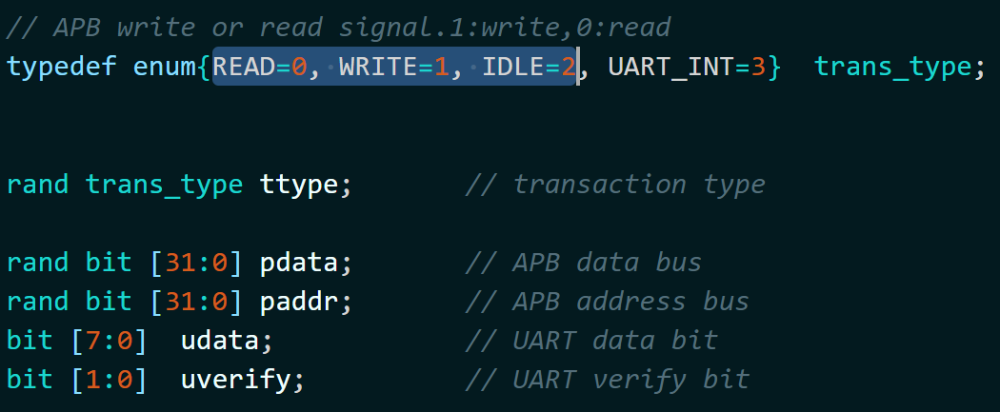 // APB write or read signal.1:write,0:read
typedef enum{READ=0, WRITE=1, IDLE=2, UART_INT=3}  trans_type;
rand trans_type ttype;       // transaction type
rand bit [31:0] pdata;       // APB data bus
rand bit [31:0] paddr;       // APB address bus
bit [7:0]  udata;            // UART data bit
bit [1:0]  uverify;          // UART verify bit